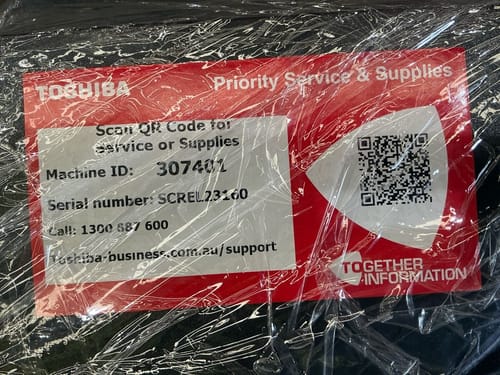 TOSHIBA
Priority Service & Supplies
Scan QR Code for
Service or Supplies
Machine ID: 307401
Serial number: SCREL23160
Call: 1300 887 600
Toshiba-business.com.au/support
TOGETHER
INFORMATION